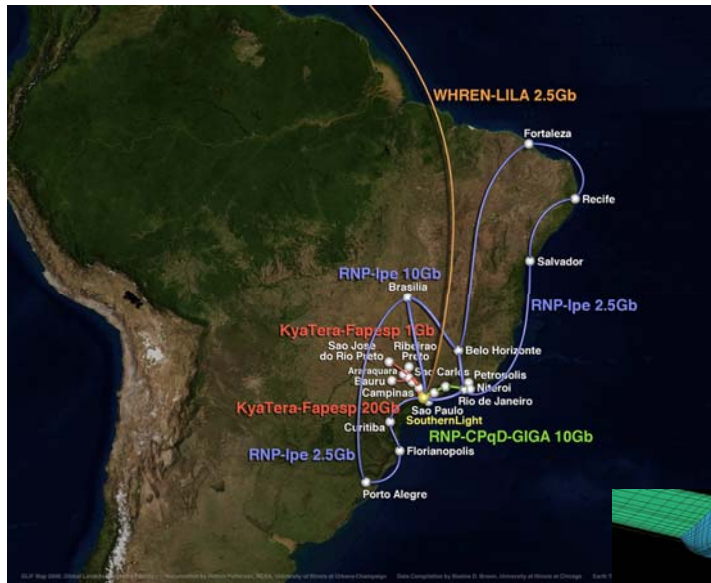 WHREN-LILA 2.5Gb
Fortaleza
Recife
Salvador
RNP-Ipe 10Gb
Brasilia
RNP-Ipe 2.5Gb
KyaTera-Fapesp 1Gb
Sao Jose
do Rio Preto
Ribeirao
Preto
Belo Horizonte
Araraquara
Sao Carlos
Petropolis
Bauru
Niteroi
Campinas
Rio de Janeiro
KyaTera-Fapesp 20Gb
Sao Paulo
SouthernLight
Curitiba
RNP-CPqD-GIGA 10Gb
RNP-Ipe 2.5Gb
Florianopolis
Porto Alegre